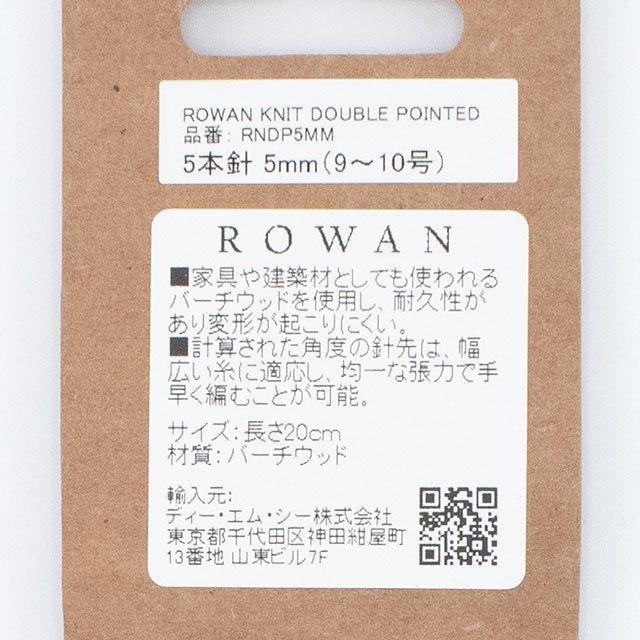 ROWAN KNIT DOUBLE POINTED
品番: RNDP5MM
5本針 5mm(9〜10号)
ROWAN
■家具や建築材としても使われる
バーチウッドを使用し、耐久性が
あり変形が起こりにくい。
■計算された角度の針先は、幅
広い糸に適応し、均一な張力で手
早く編むことが可能。
サイズ:長さ20cm
材質:バーチウッド
輸入元:
ディー・エム・シー株式会社
東京都千代田区神田紺屋町
13番地 山東ビル7F